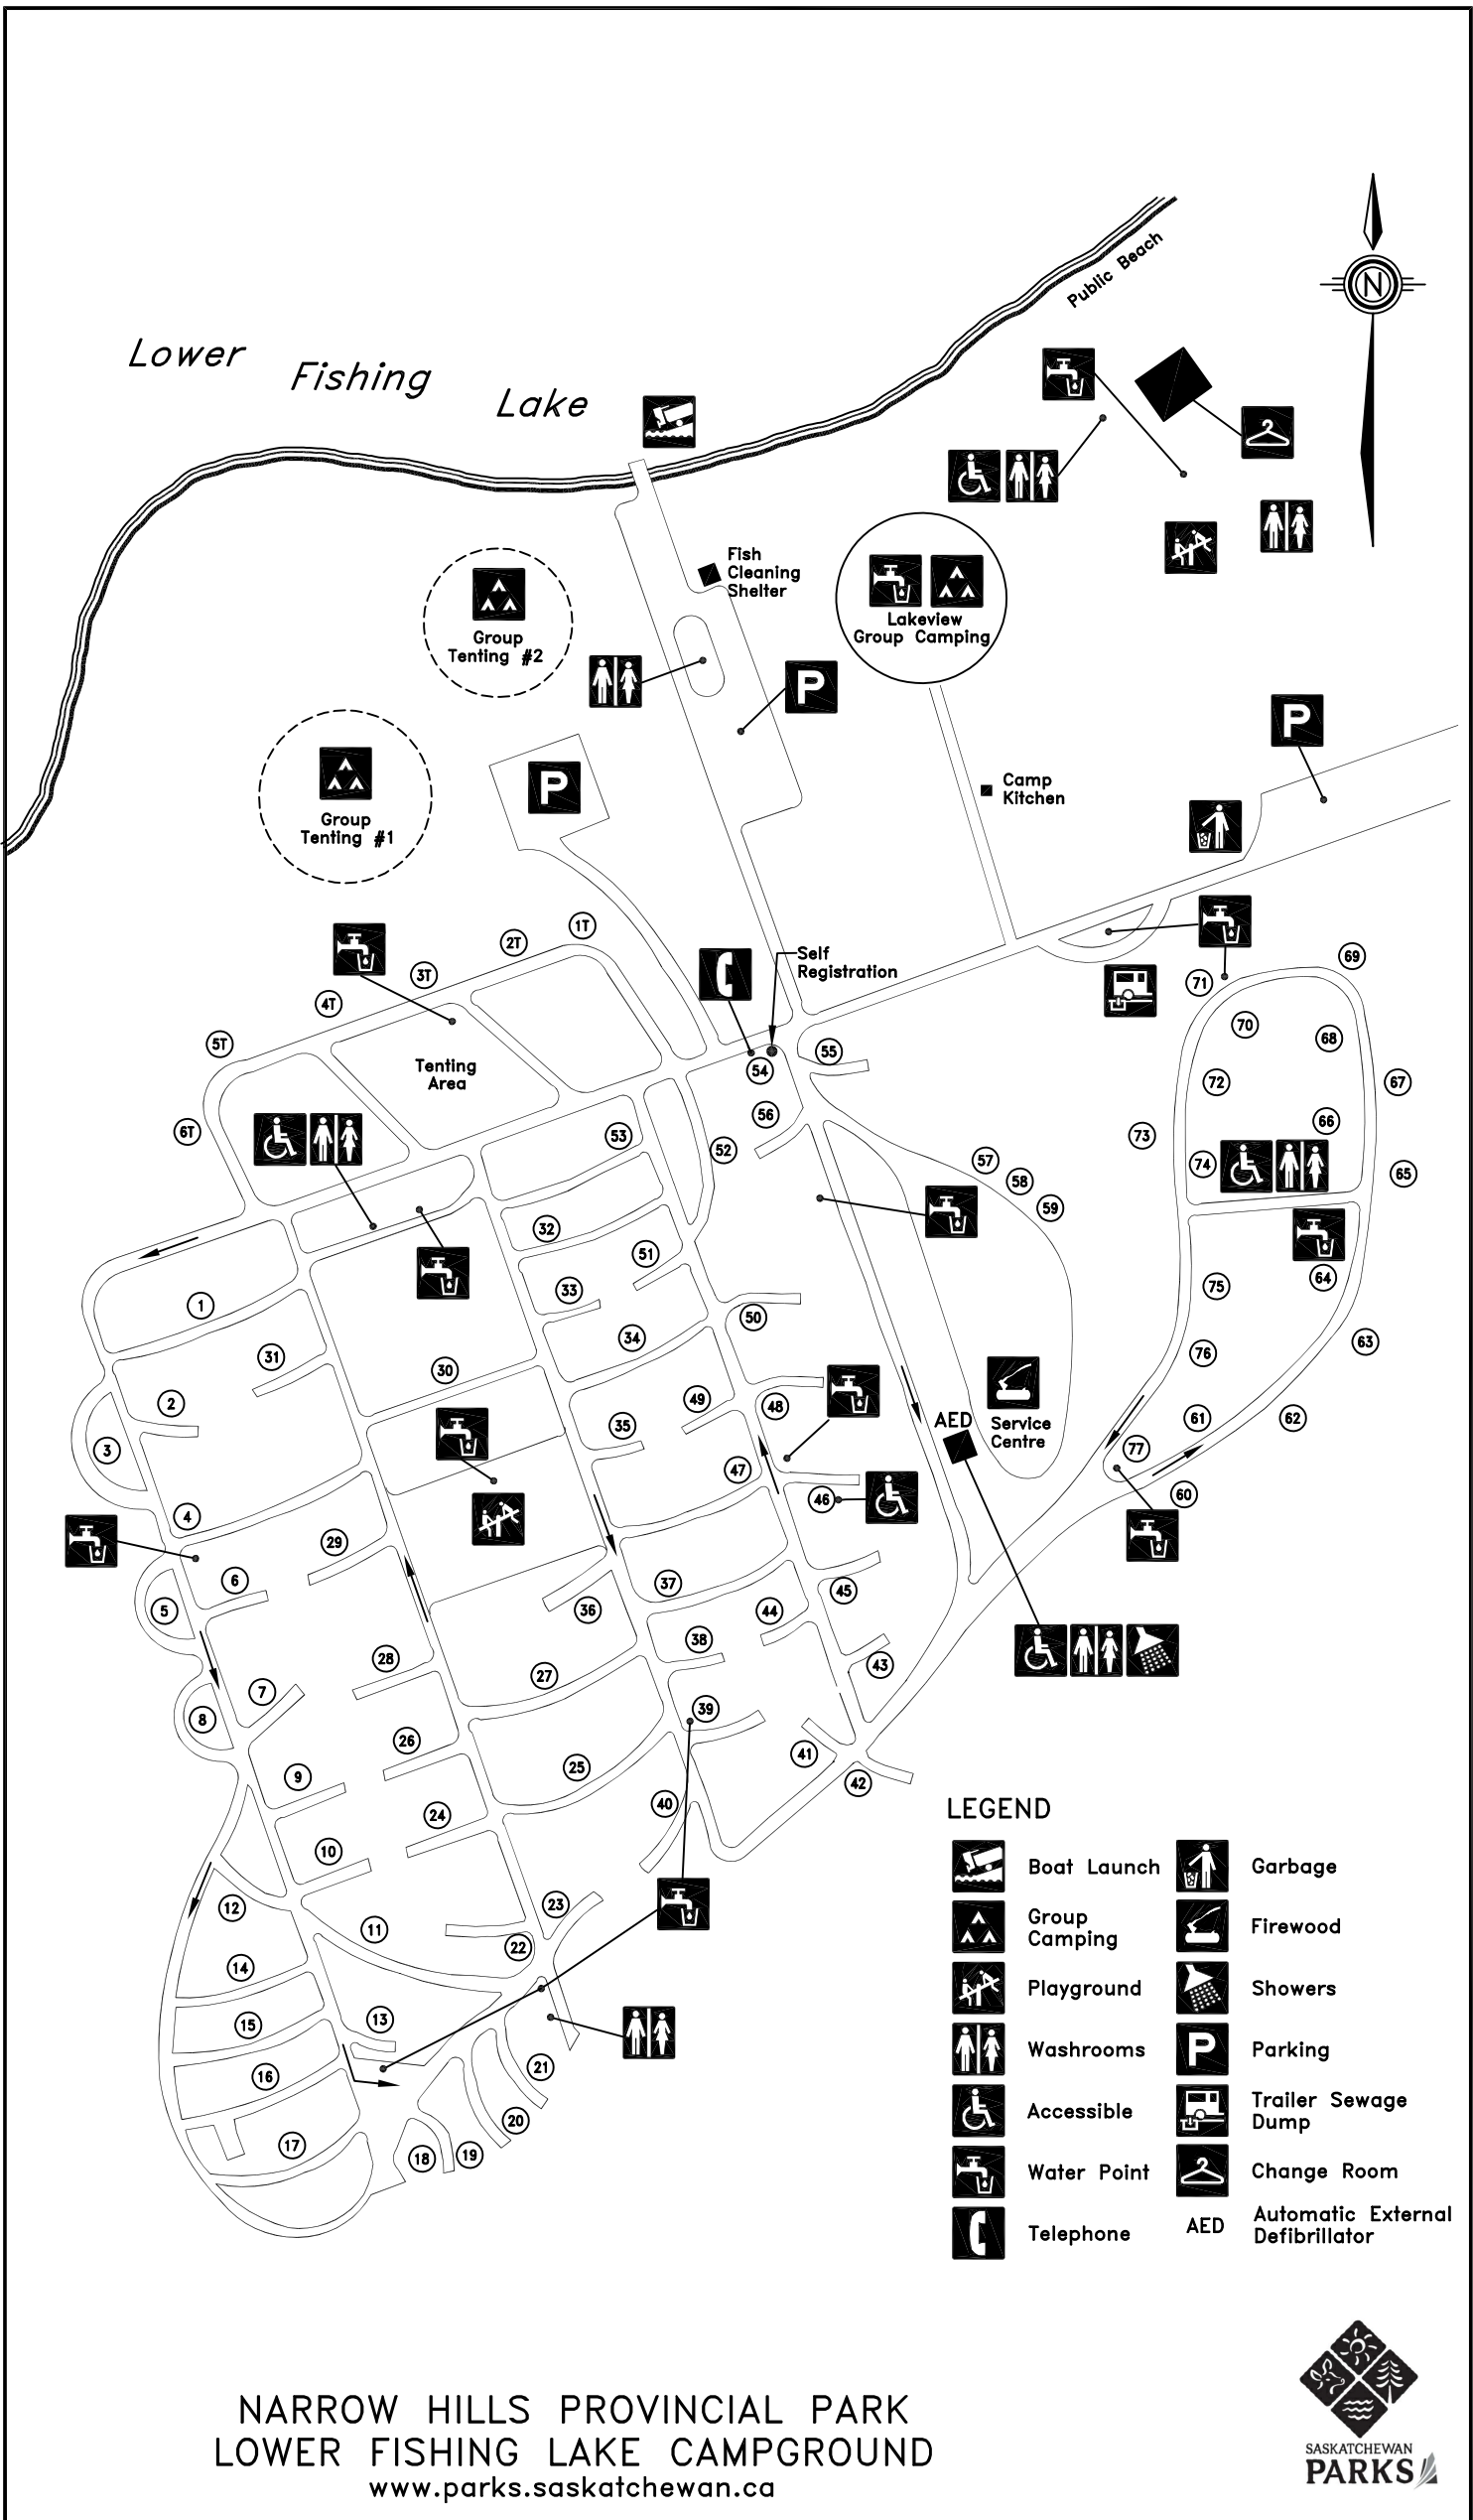 Public Beach
N
Lower Fishing Lake
Fish
Cleaning
Shelter
Lakeview
Group Camping
Group
Tenting #2
P
P
Group
Tenting #1
P
Camp
Kitchen
1T
2T
3T
4T
5T
6T
Self
Registration
Tenting
Area
69
71
70
68
55
54
72
67
56
66
73
53
52
74
65
57
58
59
32
51
33
64
75
1
50
34
63
31
76
30
49
48
2
35
62
61
AED
Service
Centre
3
77
47
46
60
4
29
6
37
45
5
36
44
38
28
43
27
7
39
8
26
41
25
9
42
40
24
10
23
12
11
22
14
13
15
21
16
20
17
18
19
LEGEND
Boat Launch
Garbage
Group
Camping
Firewood
Playground
Showers
Washrooms
P
Parking
Accessible
Trailer Sewage
Dump
Water Point
Change Room
Telephone
AED
Automatic External
Defibrillator
NARROW HILLS PROVINCIAL PARK
LOWER FISHING LAKE CAMPGROUND
www.parks.saskatchewan.ca
SASKATCHEWAN
PARKS